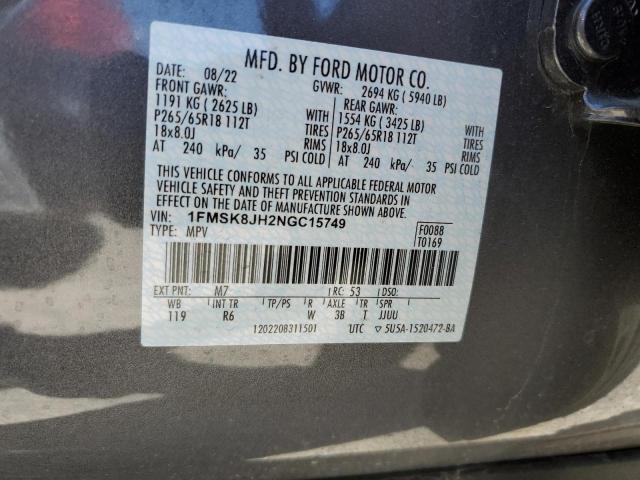 MFD. BY FORD MOTOR CO.
DATE: 08/22 GVWR: 2694 KG ( 5940 LB)
FRONT GAWR: REAR GAWR:
1191 KG ( 2625 LB) 1554 KG ( 3425 LB)
P265/65R18 112T TIRES P265/65R18 112T TIRES
18x8.0J RIMS 18x8.0J RIMS
AT 240 kPa/ 35 PSI COLD AT 240 kPa/ 35 PSI COLD
THIS VEHICLE CONFORMS TO ALL APPLICABLE FEDERAL MOTOR
VEHICLE SAFETY AND THEFT PREVENTION STANDARDS IN
EFFECT ON THE DATE OF MANUFACTURE SHOWN ABOVE.
VIN: 1FMSK8JH2NGC15749 F0088
TYPE: MPV T0169
EXT PNT: M7 RC: 53 DSO:
WB INT TR TP/PS R AXLE TR SPR
119 R6 W 3B T JJUU
1202208311501 UTC ▽ 5U5A-1520472-BA